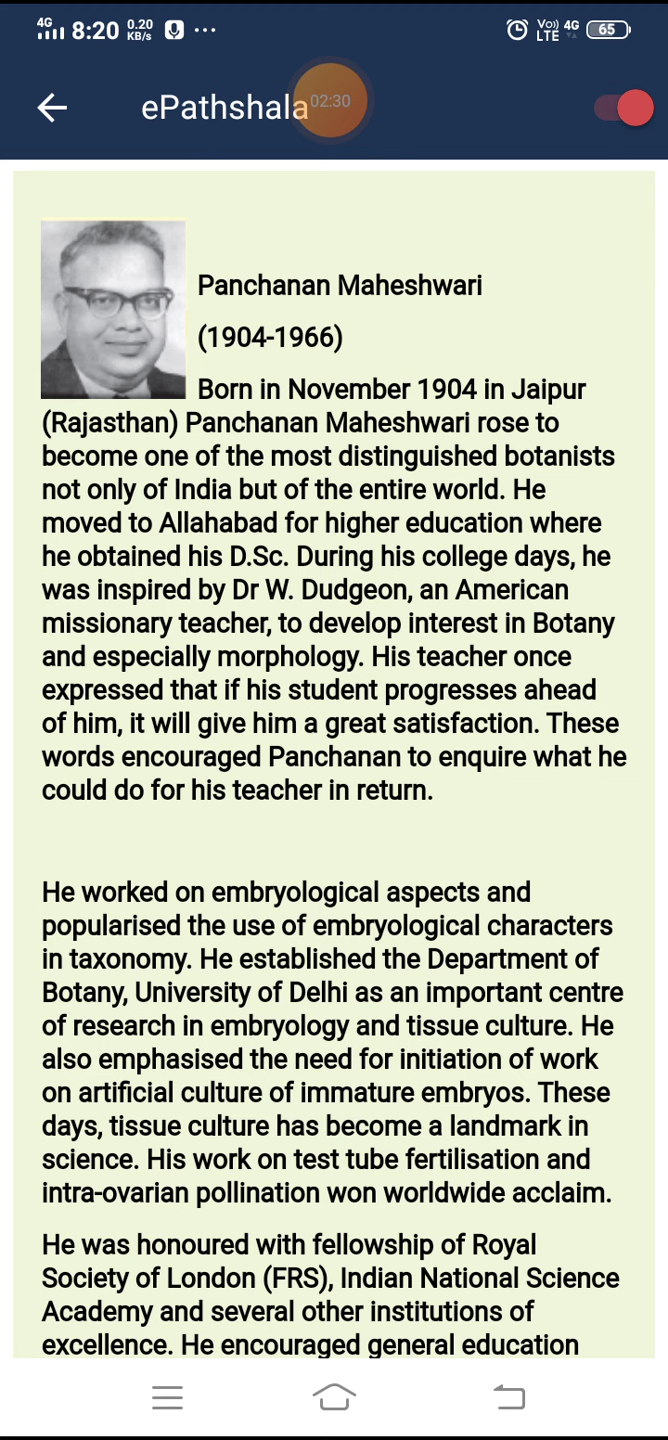 4G 8:20 0.20 KB/s ... Vo)) LTE 4G 65
ePathshala 02:30
Panchanan Maheshwari
(1904-1966)
Born in November 1904 in Jaipur
(Rajasthan) Panchanan Maheshwari rose to
become one of the most distinguished botanists
not only of India but of the entire world. He
moved to Allahabad for higher education where
he obtained his D.Sc. During his college days, he
was inspired by Dr W. Dudgeon, an American
missionary teacher, to develop interest in Botany
and especially morphology. His teacher once
expressed that if his student progresses ahead
of him, it will give him a great satisfaction. These
words encouraged Panchanan to enquire what he
could do for his teacher in return.
He worked on embryological aspects and
popularised the use of embryological characters
in taxonomy. He established the Department of
Botany, University of Delhi as an important centre
of research in embryology and tissue culture. He
also emphasised the need for initiation of work
on artificial culture of immature embryos. These
days, tissue culture has become a landmark in
science. His work on test tube fertilisation and
intra-ovarian pollination won worldwide acclaim.
He was honoured with fellowship of Royal
Society of London (FRS), Indian National Science
Academy and several other institutions of
excellence. He encouraged general education